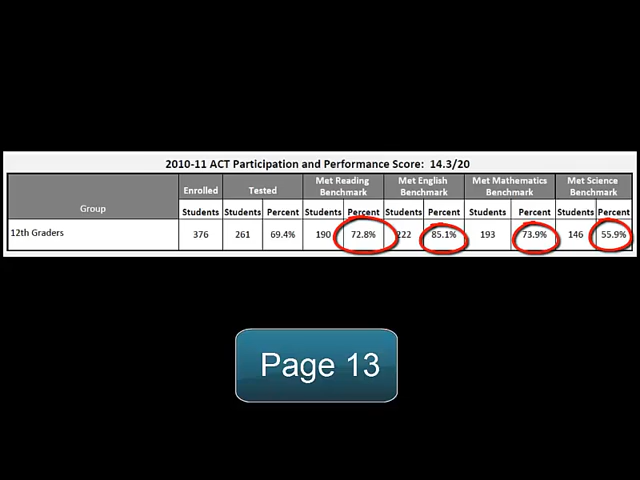 2010-11 ACT Participation and Performance Score: 14.3/20
Group Enrolled Tested Met Reading Benchmark Met English Benchmark Met Mathematics Benchmark Met Science Benchmark
Students Students Percent Students Percent Students Percent Students Percent Students Percent
12th Graders 376 261 69.4% 190 72.8% 222 85.1% 193 73.9% 146 55.9%
Page 13